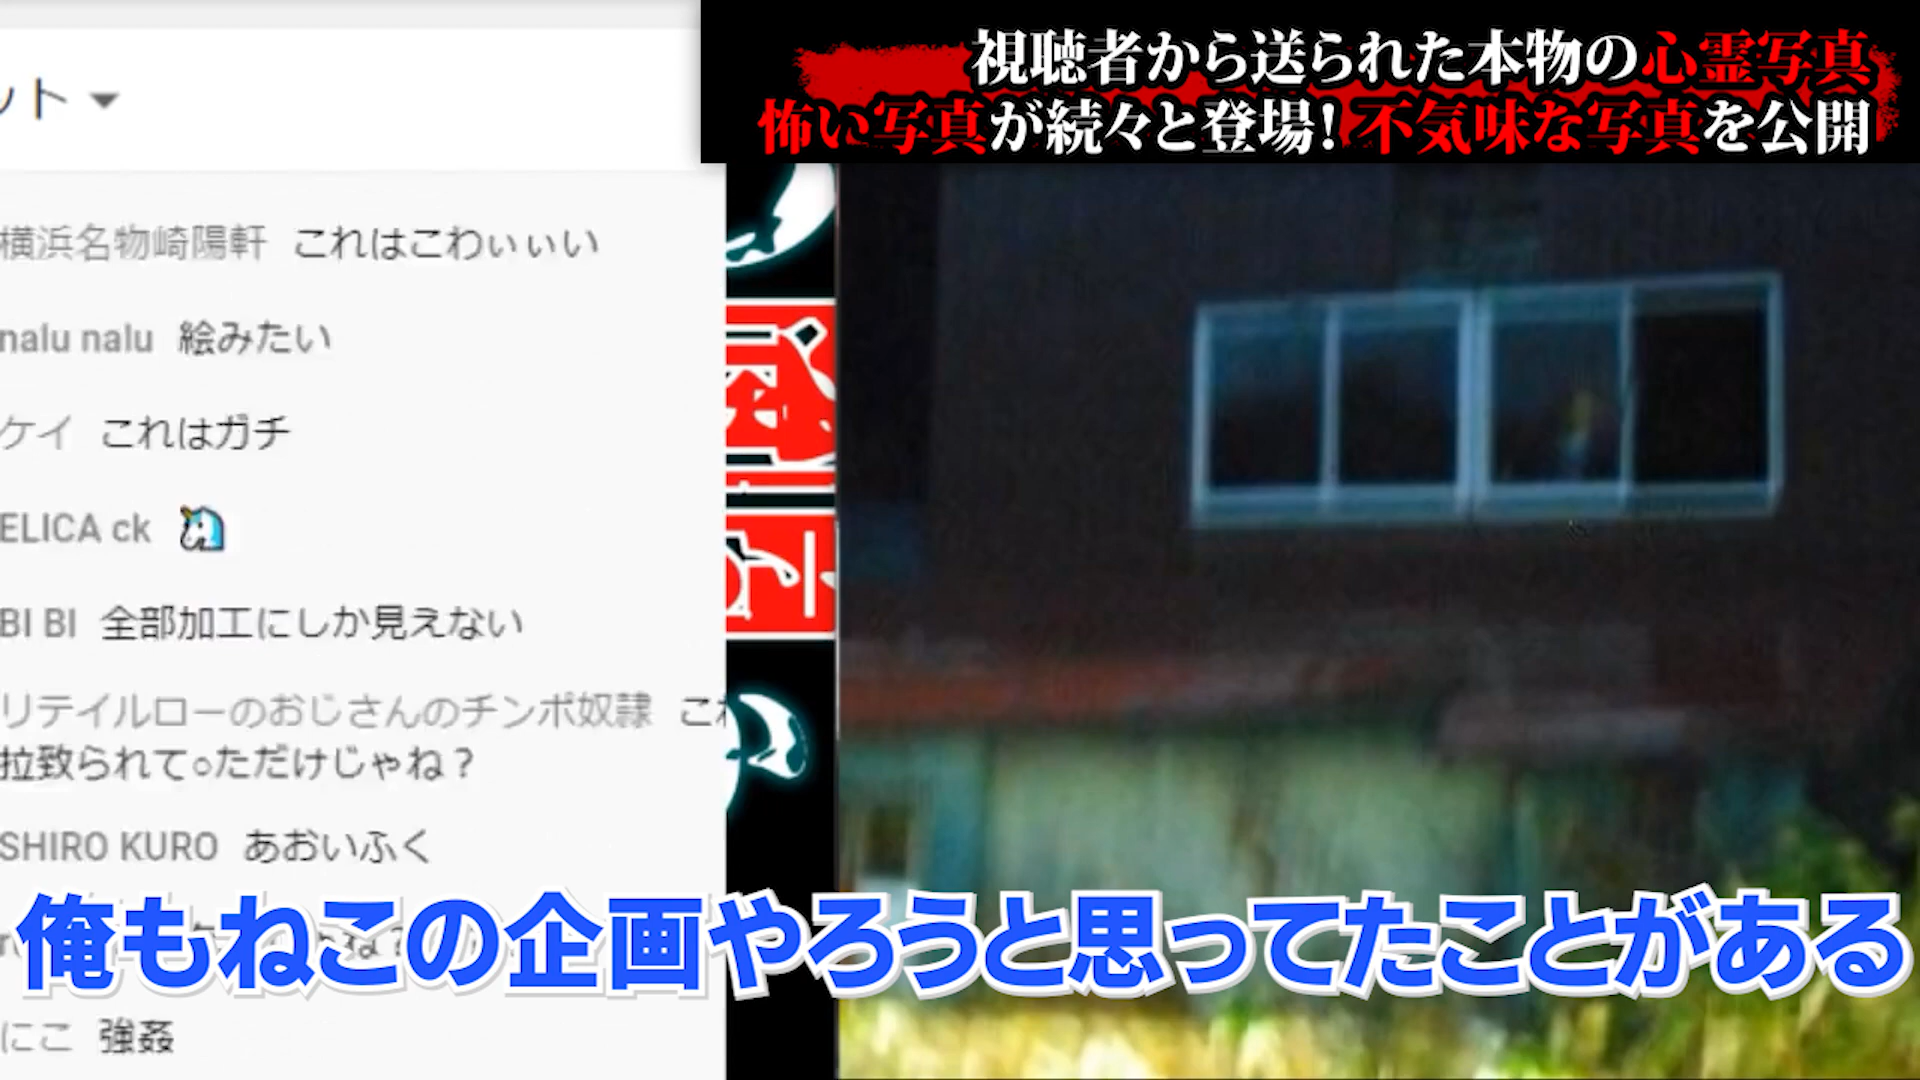 視聴者から送られた本物の心霊写真
怖い写真が続々と登場!不気味な写真を公開
ット
横浜名物崎陽軒 これはこわぃぃい
nalu nalu 絵みたい
ケイ これはガチ
ELICA ck
BI BI 全部加工にしか見えない
リテイルローのおじさんのチンポ奴隷 これ
拉致られて○ただけじゃね?
SHIRO KURO あおいふく
俺もねこの企画やろうと思ってたことがある
にこ 強姦